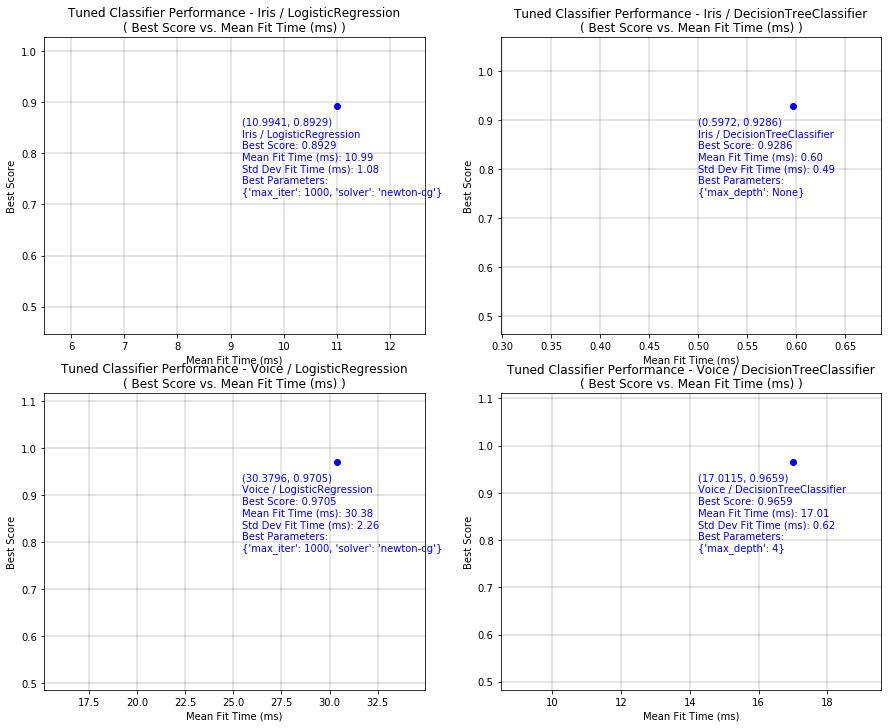 Tuned Classifier Performance - Iris / LogisticRegression
( Best Score vs. Mean Fit Time (ms) )
1.0
0.9
0.8
0.7
0.6
0.5
Best Score
(10.9941, 0.8929)
Iris / LogisticRegression
Best Score: 0.8929
Mean Fit Time (ms): 10.99
Std Dev Fit Time (ms): 1.08
Best Parameters:
{'max_iter': 1000, 'solver': 'newton-cg'}
6 7 8 9 10 11 12
Mean Fit Time (ms)
Tuned Classifier Performance - Iris / DecisionTreeClassifier
( Best Score vs. Mean Fit Time (ms) )
1.0
0.9
0.8
0.7
0.6
0.5
Best Score
(0.5972, 0.9286)
Iris / DecisionTreeClassifier
Best Score: 0.9286
Mean Fit Time (ms): 0.60
Std Dev Fit Time (ms): 0.49
Best Parameters:
{'max_depth': None}
0.30 0.35 0.40 0.45 0.50 0.55 0.60 0.65
Mean Fit Time (ms)
Tuned Classifier Performance - Voice / LogisticRegression
( Best Score vs. Mean Fit Time (ms) )
1.1
1.0
0.9
0.8
0.7
0.6
0.5
Best Score
(30.3796, 0.9705)
Voice / LogisticRegression
Best Score: 0.9705
Mean Fit Time (ms): 30.38
Std Dev Fit Time (ms): 2.26
Best Parameters:
{'max_iter': 1000, 'solver': 'newton-cg'}
17.5 20.0 22.5 25.0 27.5 30.0 32.5
Mean Fit Time (ms)
Tuned Classifier Performance - Voice / DecisionTreeClassifier
( Best Score vs. Mean Fit Time (ms) )
1.1
1.0
0.9
0.8
0.7
0.6
0.5
Best Score
(17.0115, 0.9659)
Voice / DecisionTreeClassifier
Best Score: 0.9659
Mean Fit Time (ms): 17.01
Std Dev Fit Time (ms): 0.62
Best Parameters:
{'max_depth': 4}
10 12 14 16 18
Mean Fit Time (ms)